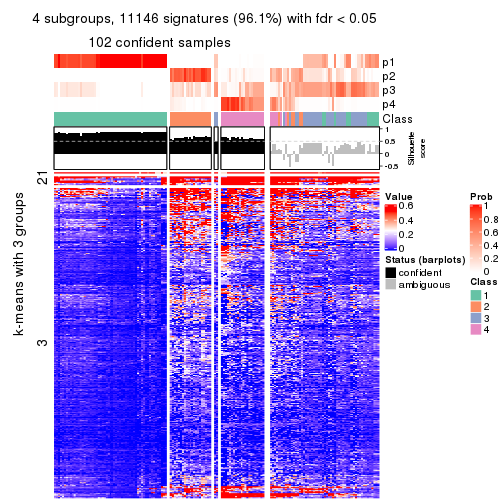 4 subgroups, 11146 signatures (96.1%) with fdr < 0.05
102 confident samples
p1
p2
p3
p4
Class
1
0.5
0
-0.5
Silhouette
score
k-means with 3 groups
2
1
3
Value
0.6
0.4
0.2
0
Status (barplots)
confident
ambiguous
Prob
1
0.8
0.6
0.4
0.2
0
Class
1
2
3
4